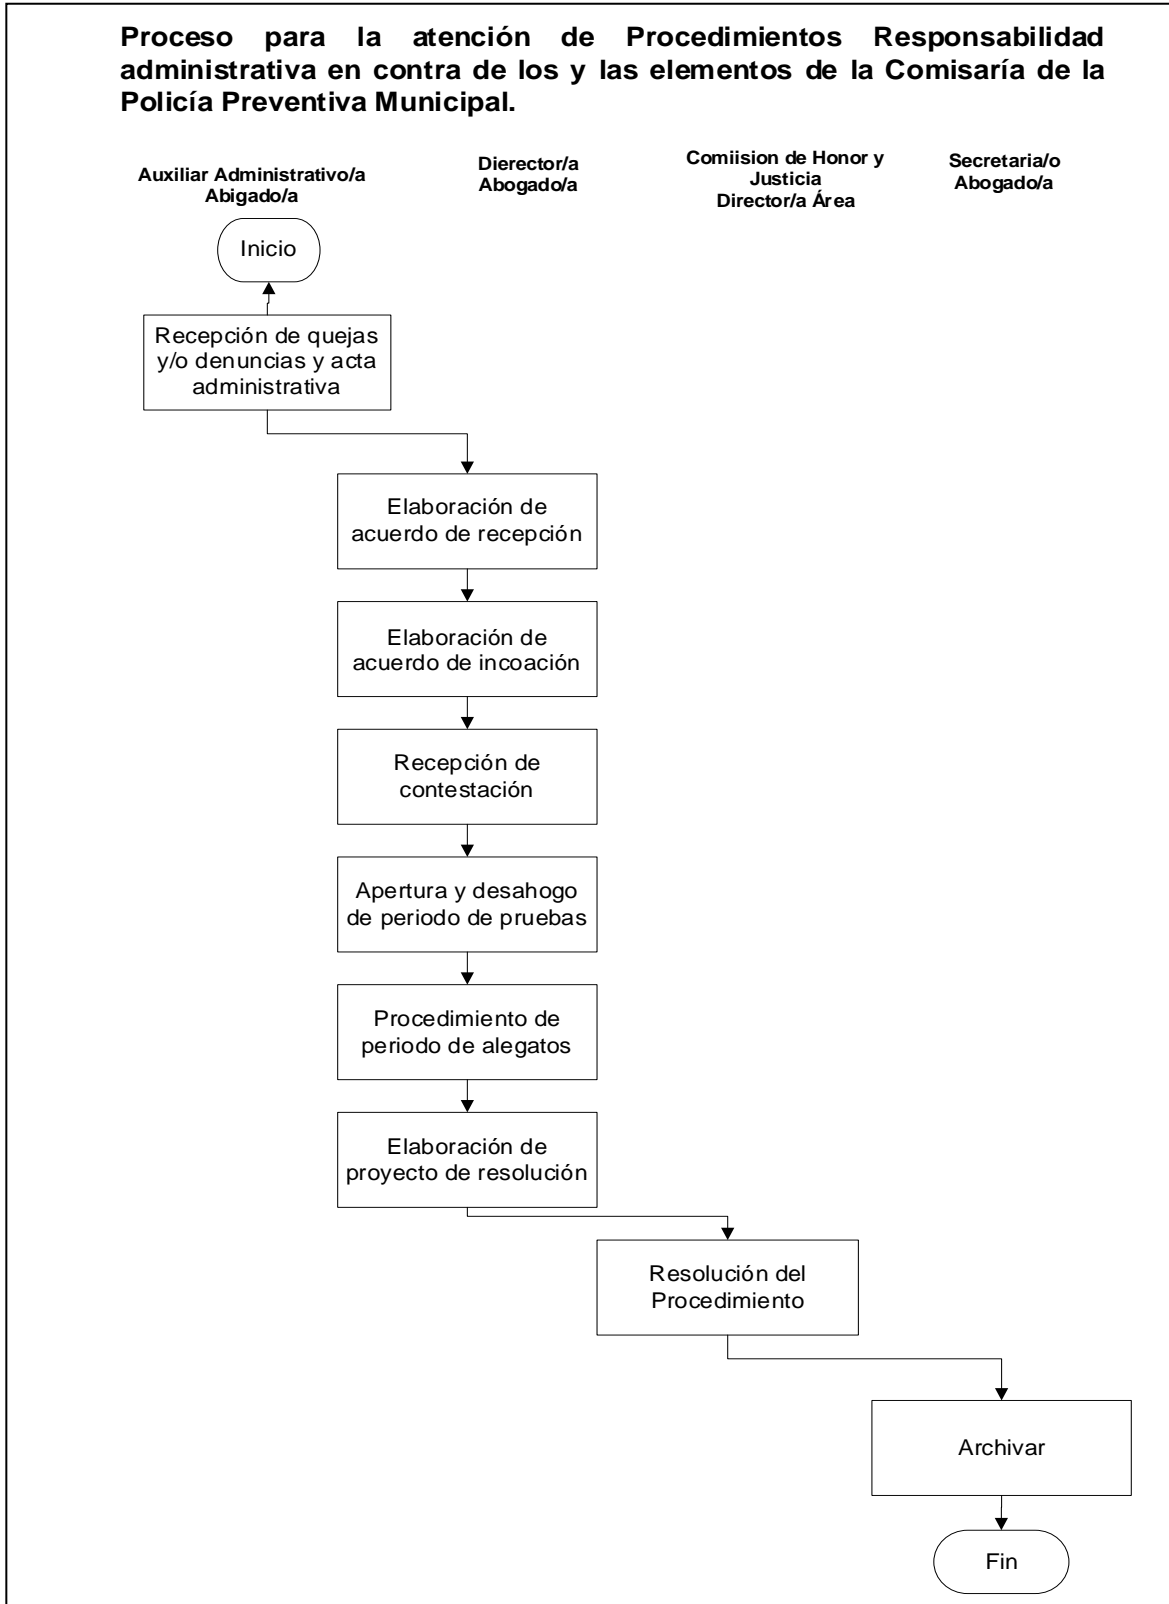 Proceso para la atención de Procedimientos Responsabilidad
administrativa en contra de los y las elementos de la Comisaría de la
Policía Preventiva Municipal.
Auxiliar Administrativo/a
Abigado/a
Dierector/a
Abogado/a
Comiision de Honor y
Justicia
Director/a Área
Secretaria/o
Abogado/a
Inicio
Recepción de quejas
y/o denuncias y acta
administrativa
Elaboración de
acuerdo de recepción
Elaboración de
acuerdo de incoación
Recepción de
contestación
Apertura y desahogo
de periodo de pruebas
Procedimiento de
periodo de alegatos
Elaboración de
proyecto de resolución
Resolución del
Procedimiento
Archivar
Fin